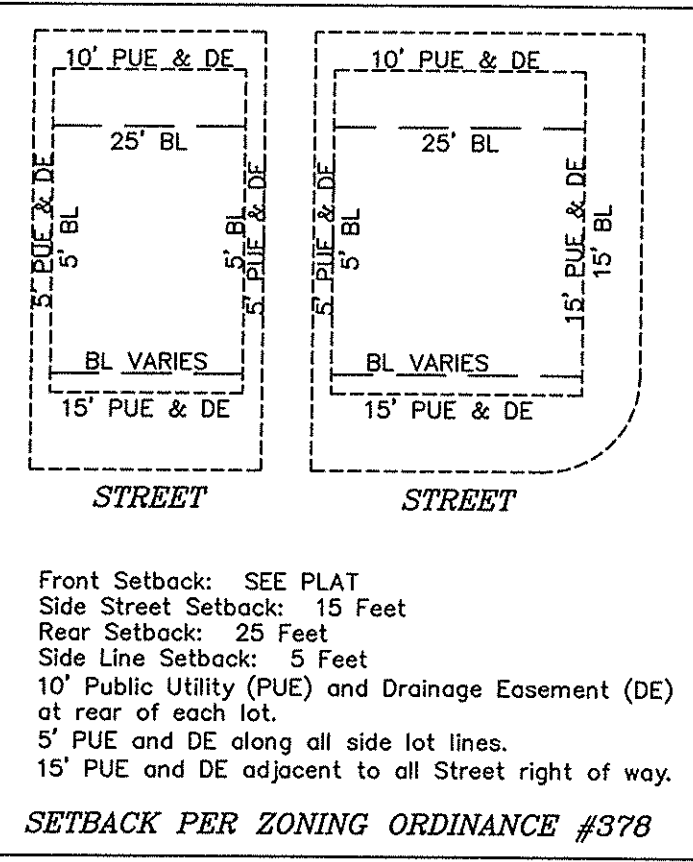 10' PUE & DE
25' BL
5' PUE & DE
5' BL
5' BL
5' PUE & DE
BL VARIES
15' PUE & DE
STREET
10' PUE & DE
25' BL
5' PUE & DE
5' BL
15' PUE & DE
15' BL
BL VARIES
15' PUE & DE
STREET
Front Setback: SEE PLAT
Side Street Setback: 15 Feet
Rear Setback: 25 Feet
Side Line Setback: 5 Feet
10' Public Utility (PUE) and Drainage Easement (DE)
at rear of each lot.
5' PUE and DE along all side lot lines.
15' PUE and DE adjacent to all Street right of way.
SETBACK PER ZONING ORDINANCE #378